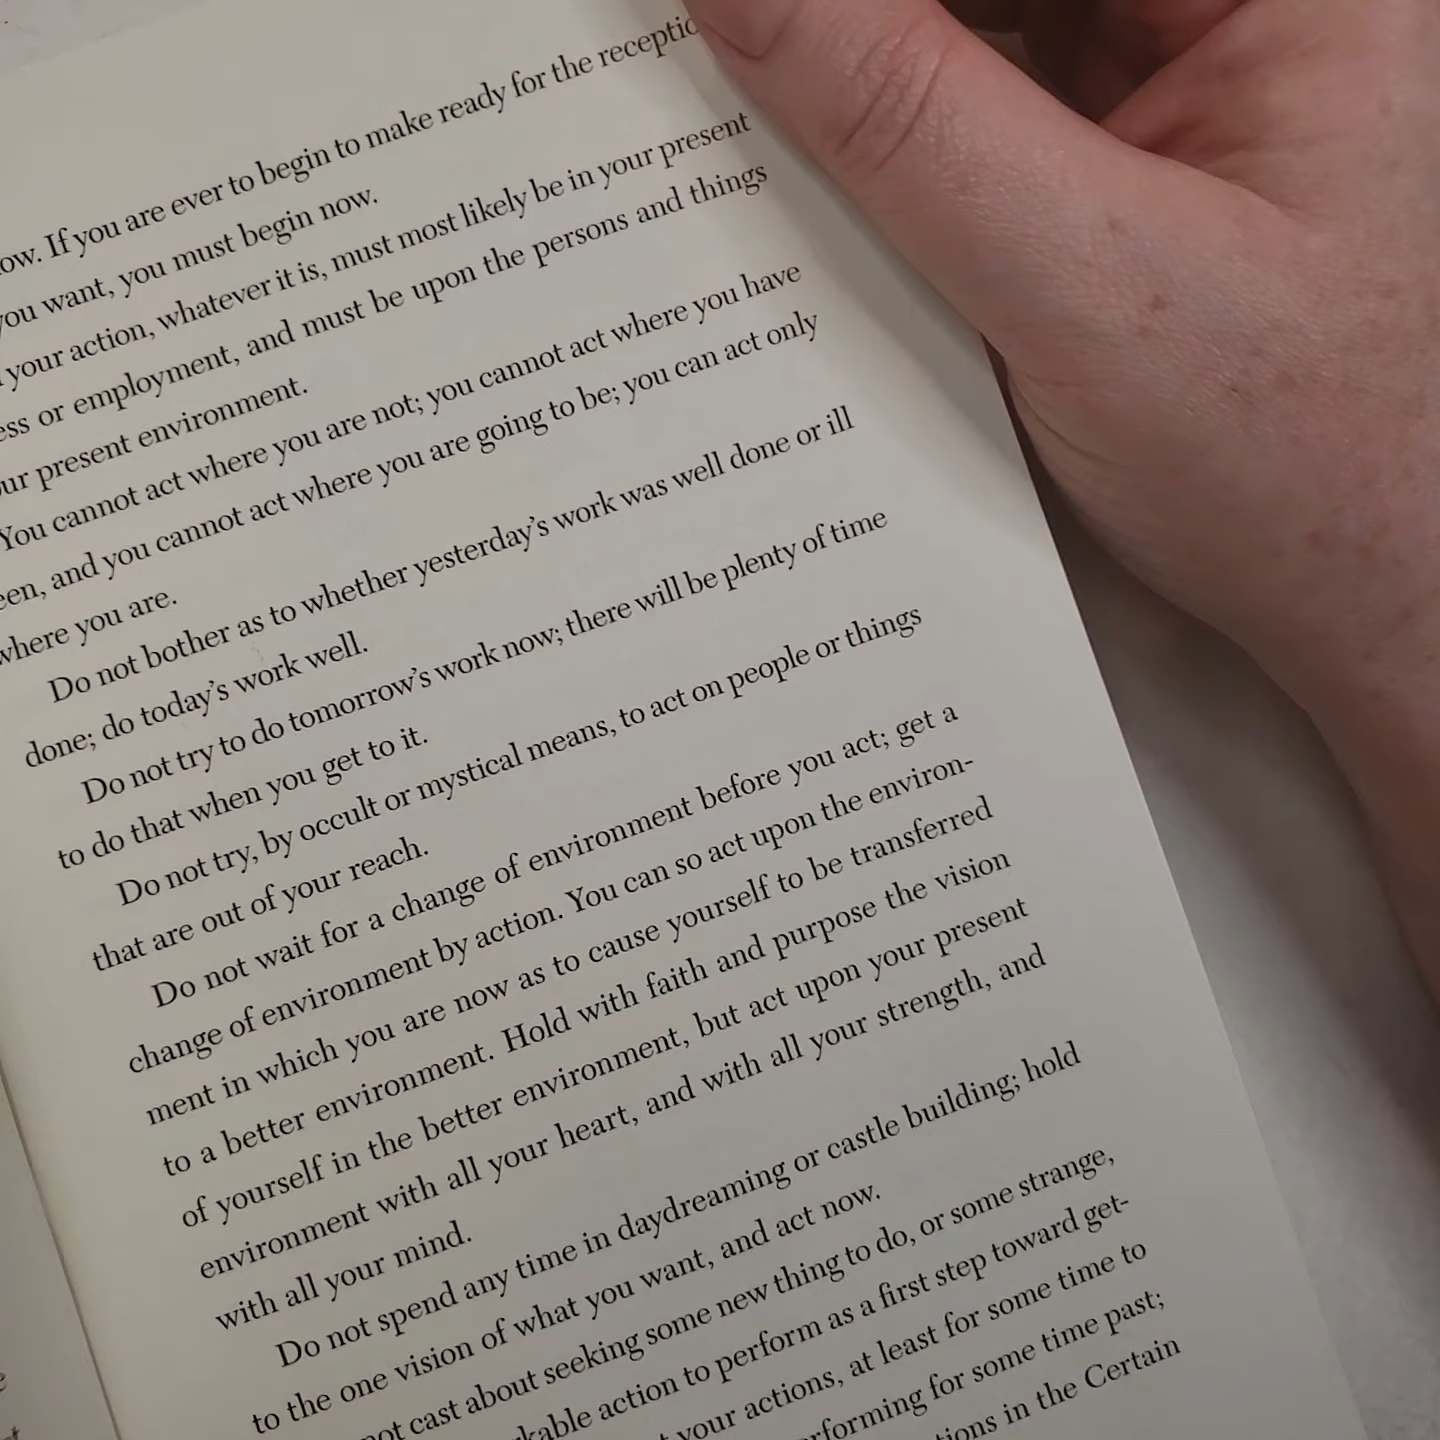 If you are ever to begin to make ready for the
you want, you must begin now.
your action, whatever it is, must most likely be in your present
or employment, and must be upon the persons and things
present environment.
You cannot act where you are not; you cannot act where you have
and you cannot act where you are going to be; you can act only
where you are.
Do not bother as to whether yesterday's work was well done or ill
done; do today's work well.
Do not try to do tomorrow's work now; there will be plenty of time
to do that when you get to it.
Do not try, by occult or mystical means, to act on people or things
that are out of your reach.
Do not wait for a change of environment before you act; get a
change of environment by action. You can so act upon the environ-
ment in which you are now as to cause yourself to be transferred
to a better environment. Hold with faith and purpose the vision
of yourself in the better environment, but act upon your present
environment with all your heart, and with all your strength, and
with all your mind.
Do not spend any time in daydreaming or castle building; hold
to the one vision of what you want, and act now.
not cast about seeking some new thing to do, or some strange,
action to perform as a first step toward get-
your actions, at least for some time to
for some time past;
in the Certain